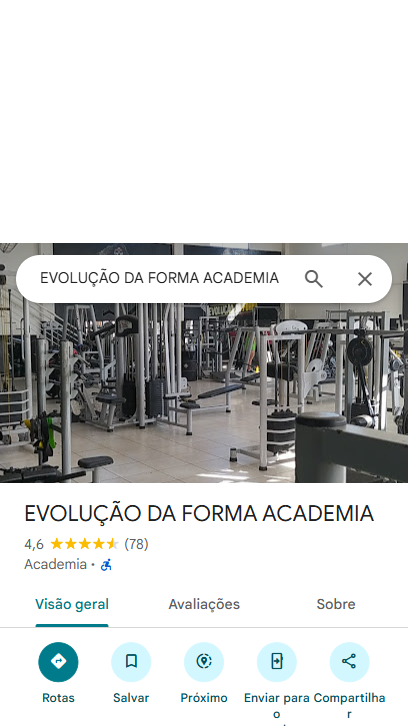 EVOLUÇÃO DA FORMA ACADEMIA
EVOLUÇÃO DA FORMA ACADEMIA
4,6 (78)
Academia ·
Visão geral Avaliações Sobre
Rotas Salvar Próximo Enviar para o Compartilhar